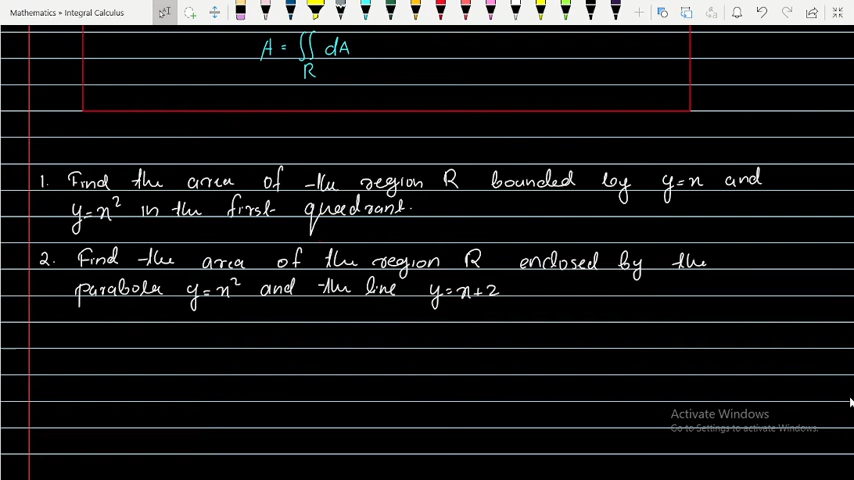 Mathematics » Integral Calculus
A = ∬ dA
R
1. Find the area of the region R bounded by y=x and
y=x² in the first quadrant.
2. Find the area of the region R enclosed by the
parabola y=x² and the line y=x+2
Activate Windows
Go to Settings to activate Windows.